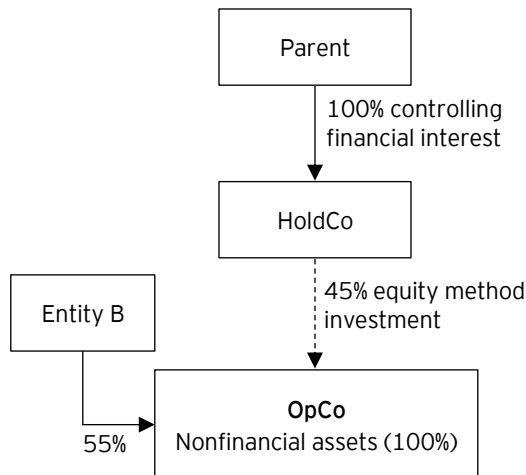 Parent
100% controlling
financial interest
HoldCo
45% equity method
investment
Entity B
55%
OpCo
Nonfinancial assets (100%)